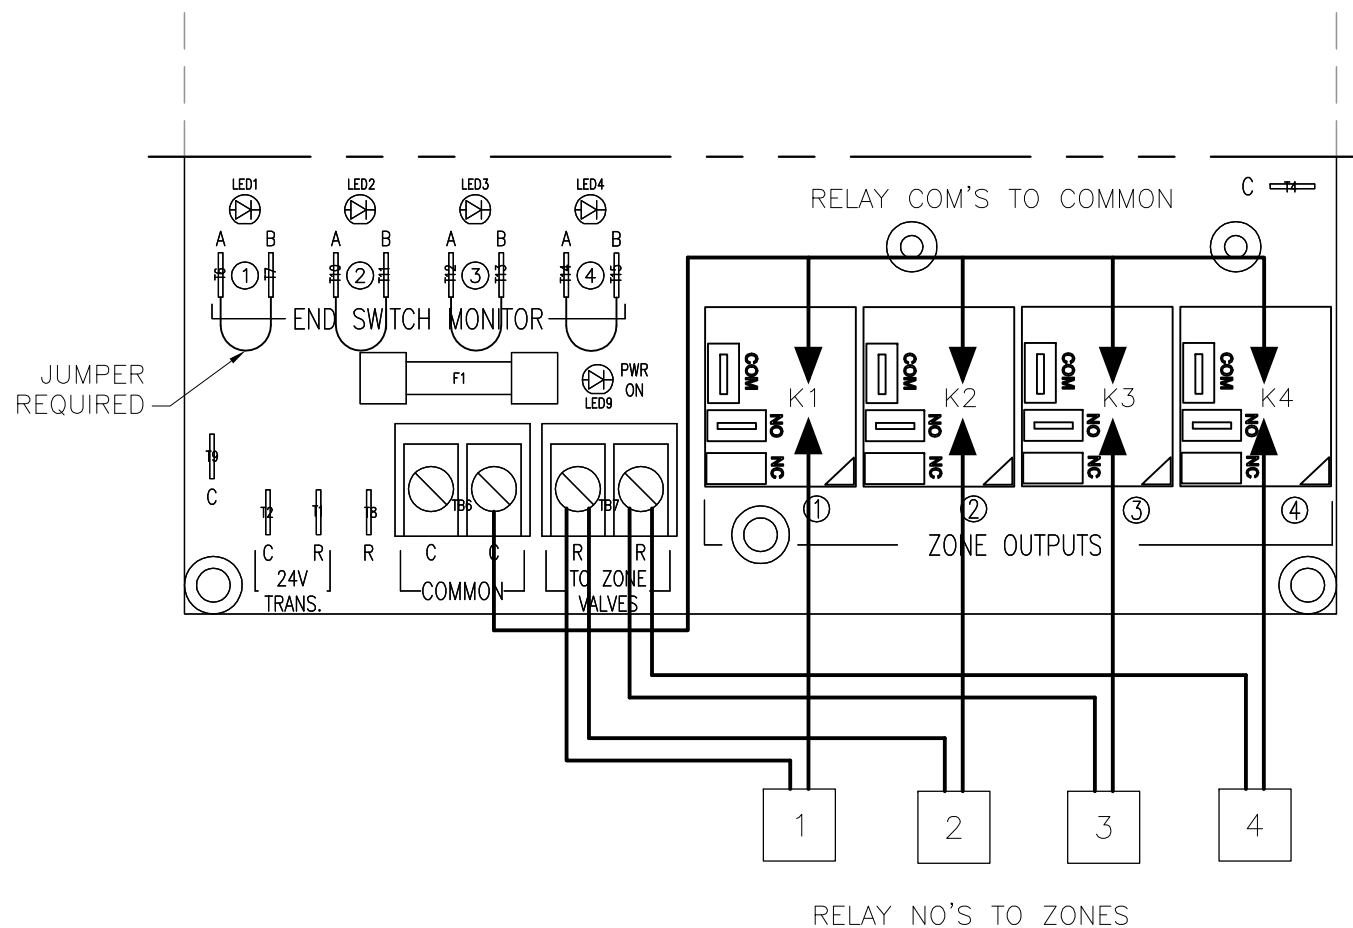 LED1 LED2 LED3 LED4
RELAY COM'S TO COMMON
C T4
A B A B A B A B
T6 1 T7 T10 2 T11 T12 3 T13 T14 4 T15
END SWITCH MONITOR
JUMPER
REQUIRED
F1
PWR
ON
LED9
COM COM COM COM
K1 K2 K3 K4
NO NO NO NO
NC NC NC NC
T9
C
TB6 TB7
T2 T1 T8
1 2 3 4
C R R C C R R
ZONE OUTPUTS
24V
TRANS.
COMMON
TO ZONE
VALVES
1 2 3 4
RELAY NO'S TO ZONES